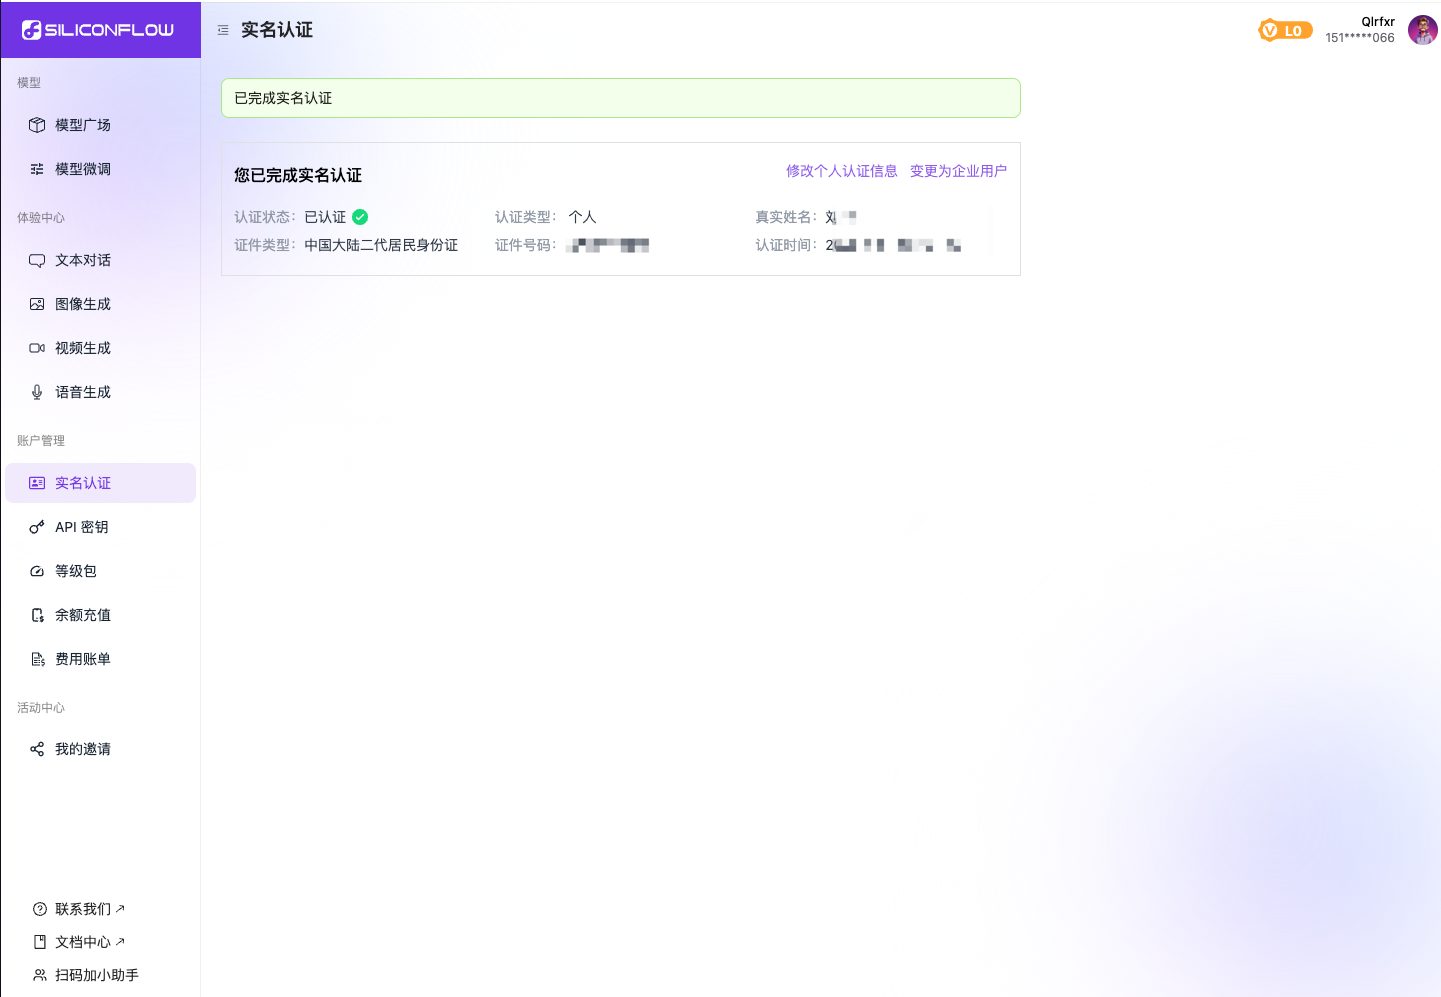 SILICONFLOW
实名认证
L0
Qlrfxr
151*****066
模型
模型广场
模型微调
体验中心
文本对话
图像生成
视频生成
语音生成
账户管理
实名认证
API 密钥
等级包
余额充值
费用账单
活动中心
我的邀请
联系我们
文档中心
扫码加小助手
已完成实名认证
您已完成实名认证
修改个人认证信息 变更为企业用户
认证状态： 已认证 认证类型： 个人 真实姓名：
证件类型： 中国大陆二代居民身份证 证件号码： 认证时间：